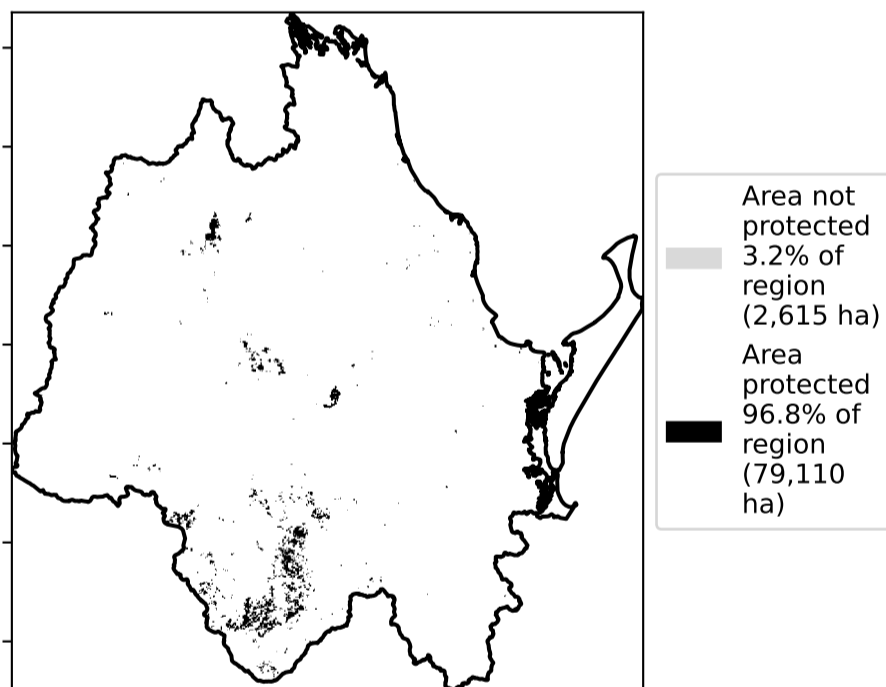 Area not
protected
3.2% of
region
(2,615 ha)
Area
protected
96.8% of
region
(79,110
ha)